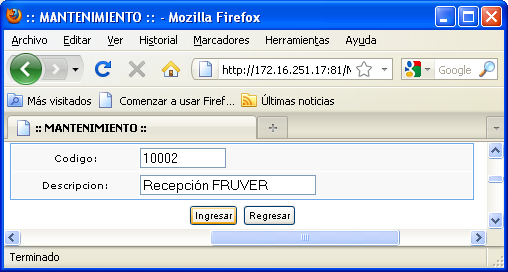 :: MANTENIMIENTO :: - Mozilla Firefox
Archivo Editar Ver Historial Marcadores Herramientas Ayuda
http://172.16.251.17:81/M Google
Más visitados Comenzar a usar Firef... Últimas noticias
:: MANTENIMIENTO ::
Codigo: 10002
Descripcion: Recepción FRUVER
Ingresar Regresar
Terminado